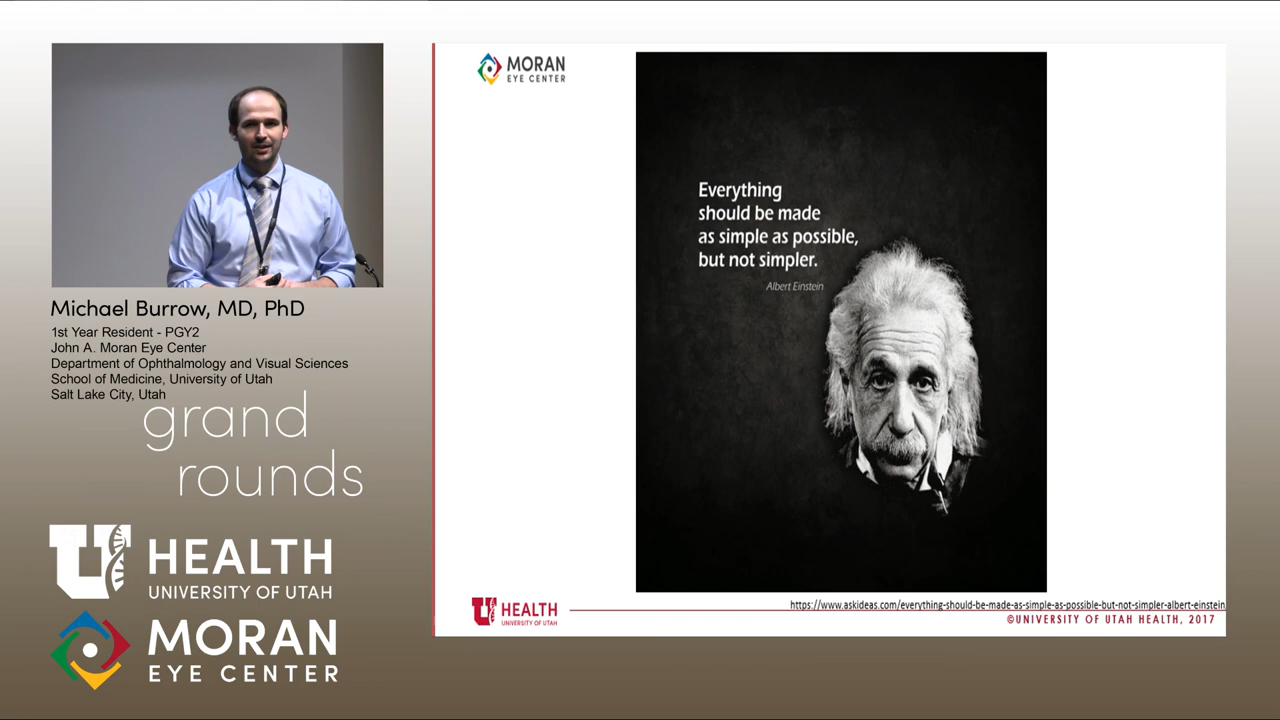 Michael Burrow, MD, PhD
1st Year Resident - PGY2
John A. Moran Eye Center
Department of Ophthalmology and Visual Sciences
School of Medicine, University of Utah
Salt Lake City, Utah
grand
rounds
U HEALTH
UNIVERSITY OF UTAH
MORAN
EYE CENTER
MORAN
EYE CENTER
Everything
should be made
as simple as possible,
but not simpler.
Albert Einstein
U HEALTH
UNIVERSITY OF UTAH
https://www.askideas.com/everything-should-be-made-as-simple-as-possible-but-not-simpler-albert-einstein
©UNIVERSITY OF UTAH HEALTH, 2017